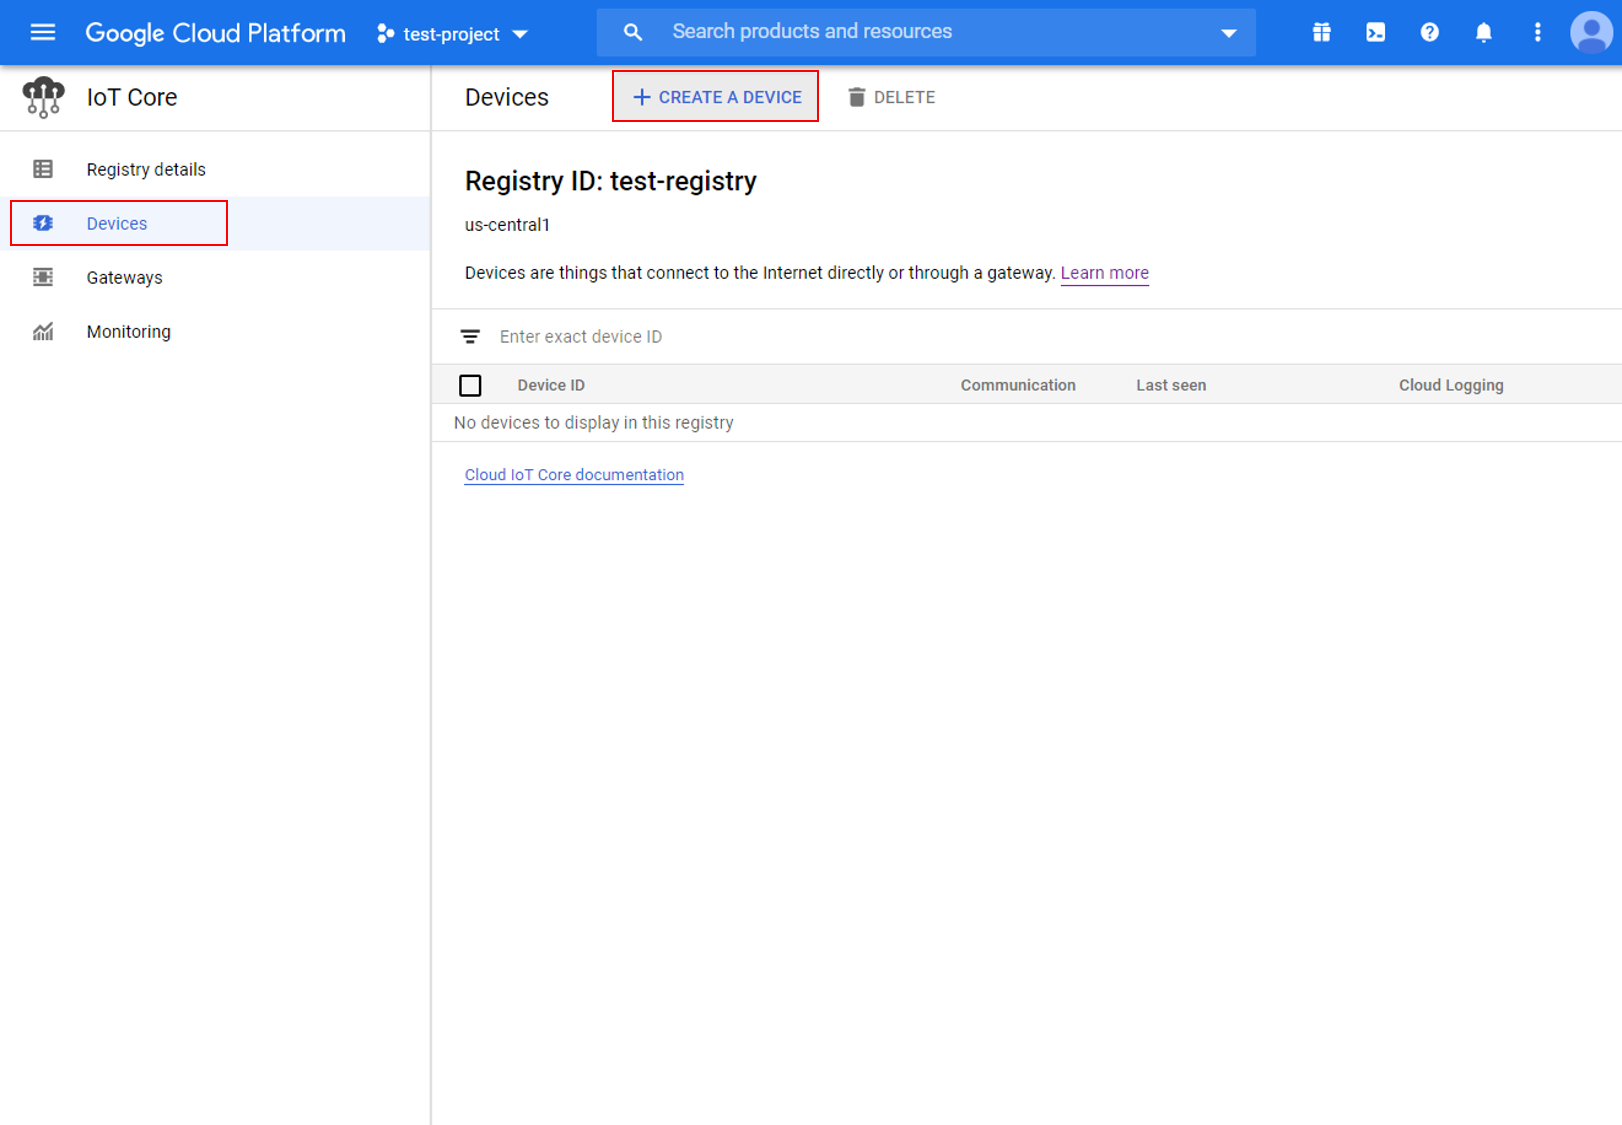 Google Cloud Platform test-project Search products and resources
IoT Core
Registry details
Devices
Gateways
Monitoring
Devices + CREATE A DEVICE DELETE
Registry ID: test-registry
us-central1
Devices are things that connect to the Internet directly or through a gateway. Learn more
Enter exact device ID
Device ID Communication Last seen Cloud Logging
No devices to display in this registry
Cloud IoT Core documentation